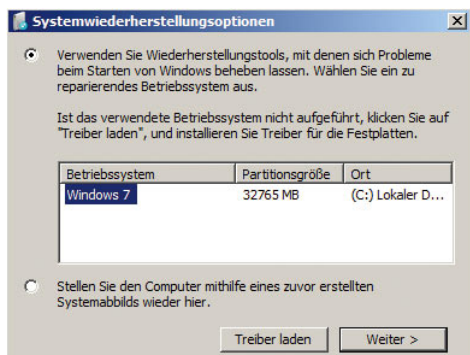 Systemwiederherstellungsoptionen
Verwenden Sie Wiederherstellungstools, mit denen sich Probleme
beim Starten von Windows beheben lassen. Wählen Sie ein zu
reparierendes Betriebssystem aus.
Ist das verwendete Betriebssystem nicht aufgeführt, klicken Sie auf
"Treiber laden", und installieren Sie Treiber für die Festplatten.
Betriebssystem Partitionsgröße Ort
Windows 7 32765 MB (C:) Lokaler D...
Stellen Sie den Computer mithilfe eines zuvor erstellten
Systemabbilds wieder hier.
Treiber laden Weiter >